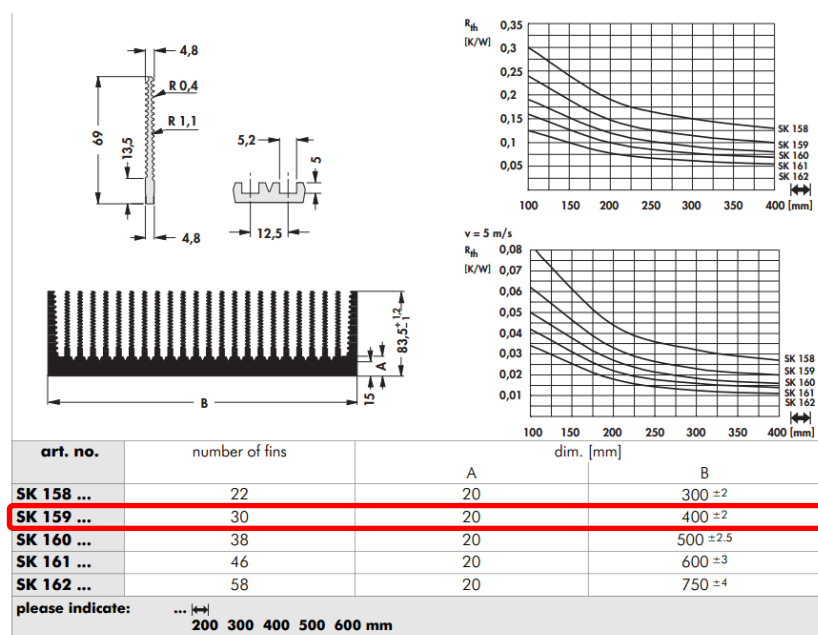 4,8
R 0,4
R 1,1
69
13,5
4,8
5,2
5
12,5
83,5 +1,2 -1
A
15
B
Rth
[K/W]
0,35
0,3
0,25
0,2
0,15
0,1
0,05
SK 158
SK 159
SK 160
SK 161
SK 162
100 150 200 250 300 350 400 [mm]
v = 5 m/s
Rth
[K/W]
0,08
0,07
0,06
0,05
0,04
0,03
0,02
0,01
SK 158
SK 159
SK 160
SK 161
SK 162
100 150 200 250 300 350 400 [mm]
art. no. number of fins dim. [mm]
A B
SK 158 ... 22 20 300 ±2
SK 159 ... 30 20 400 ±2
SK 160 ... 38 20 500 ±2.5
SK 161 ... 46 20 600 ±3
SK 162 ... 58 20 750 ±4
please indicate: ...
200 300 400 500 600 mm